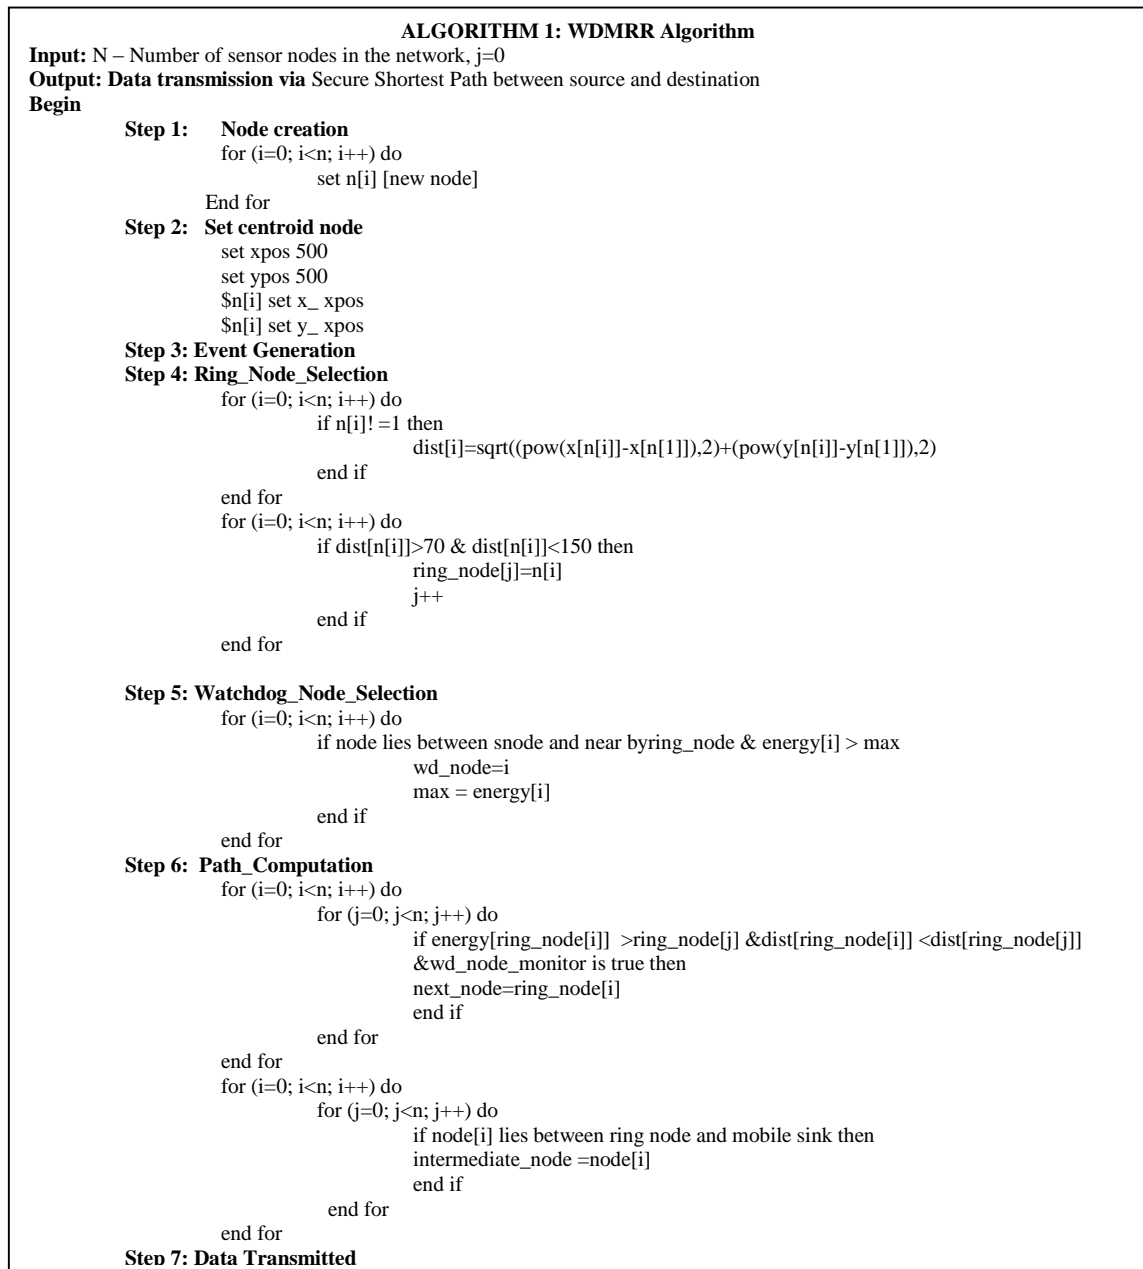 ALGORITHM 1: WDMRR Algorithm
Input: N – Number of sensor nodes in the network, j=0
Output: Data transmission via Secure Shortest Path between source and destination
Begin
Step 1: Node creation
for (i=0; i<n; i++) do
set n[i] [new node]
End for
Step 2: Set centroid node
set xpos 500
set ypos 500
$n[i] set x_ xpos
$n[i] set y_ xpos
Step 3: Event Generation
Step 4: Ring_Node_Selection
for (i=0; i<n; i++) do
if n[i]! =1 then
dist[i]=sqrt((pow(x[n[i]]-x[n[1]]),2)+(pow(y[n[i]]-y[n[1]]),2)
end if
end for
for (i=0; i<n; i++) do
if dist[n[i]]>70 & dist[n[i]]<150 then
ring_node[j]=n[i]
j++
end if
end for
Step 5: Watchdog_Node_Selection
for (i=0; i<n; i++) do
if node lies between snode and near byring_node & energy[i] > max
wd_node=i
max = energy[i]
end if
end for
Step 6: Path_Computation
for (i=0; i<n; i++) do
for (j=0; j<n; j++) do
if energy[ring_node[i]] >ring_node[j] &dist[ring_node[i]] <dist[ring_node[j]]
&wd_node_monitor is true then
next_node=ring_node[i]
end if
end for
end for
for (i=0; i<n; i++) do
for (j=0; j<n; j++) do
if node[i] lies between ring node and mobile sink then
intermediate_node =node[i]
end if
end for
end for
Step 7: Data Transmitted